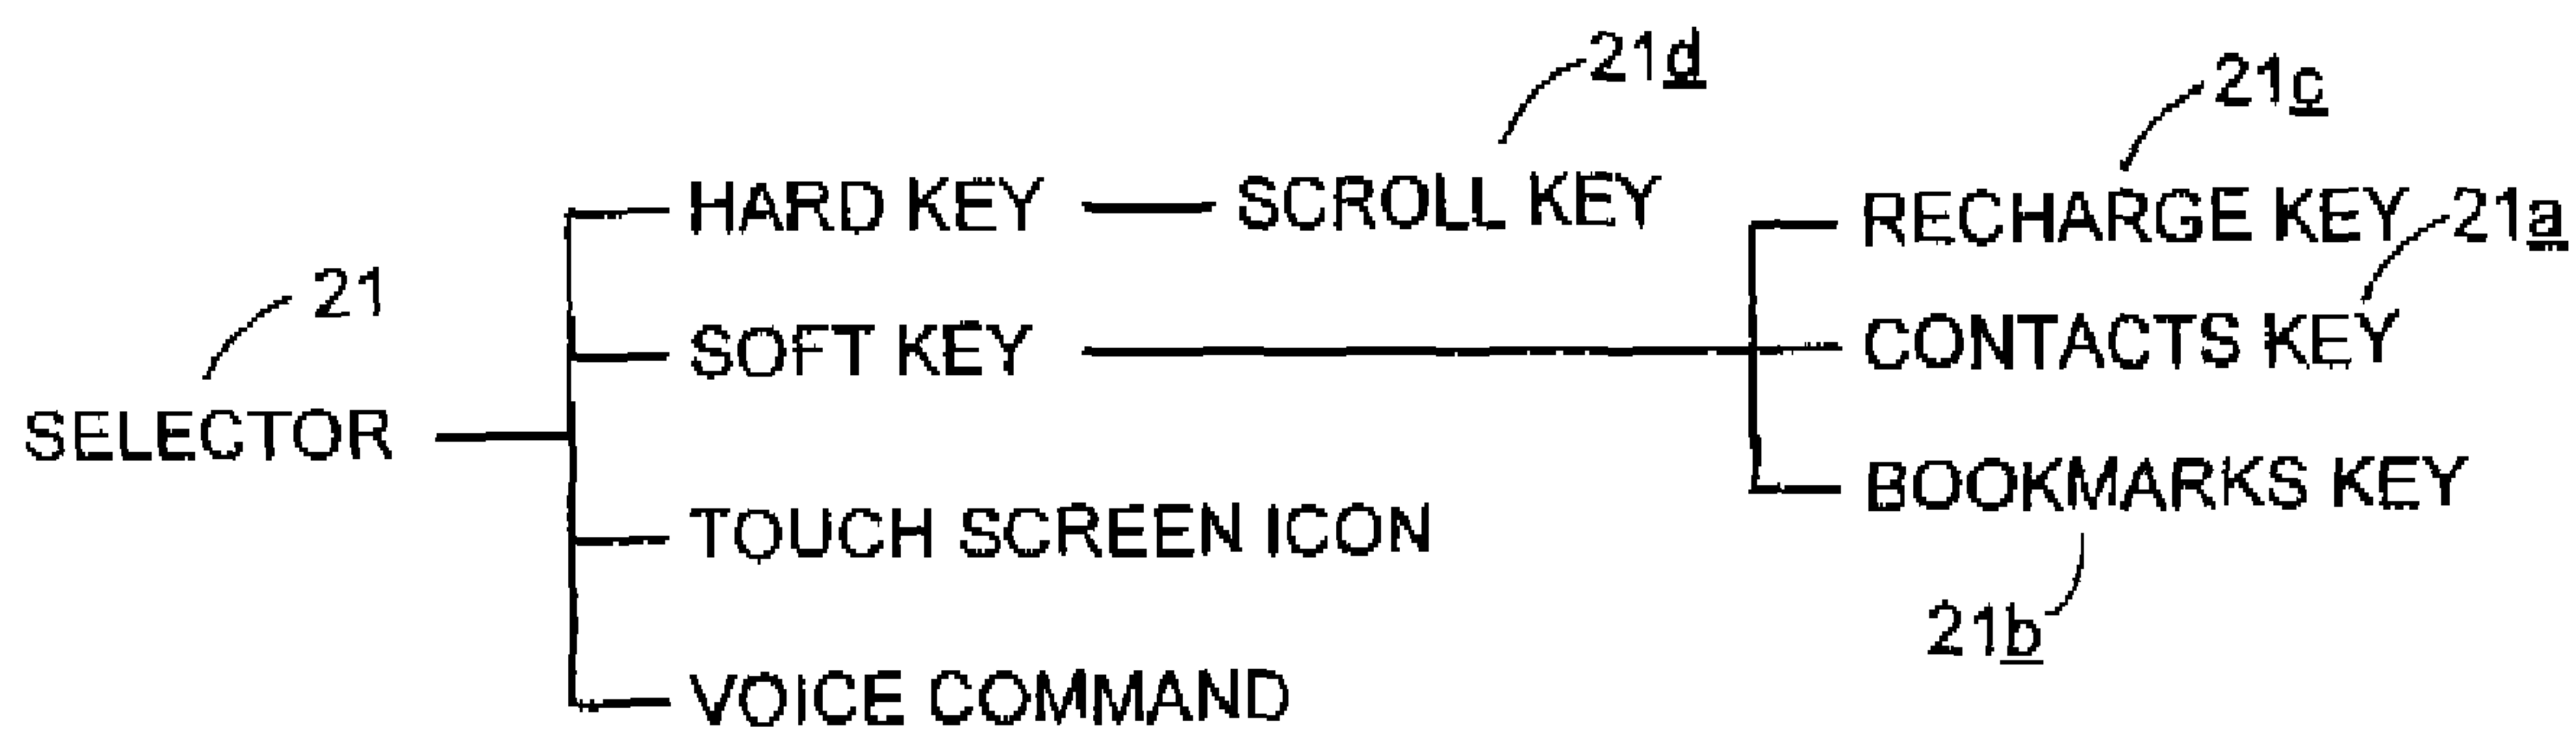 21d
21c
HARD KEY SCROLL KEY RECHARGE KEY 21a
21
SOFT KEY CONTACTS KEY
SELECTOR
BOOKMARKS KEY
TOUCH SCREEN ICON
21b
VOICE COMMAND